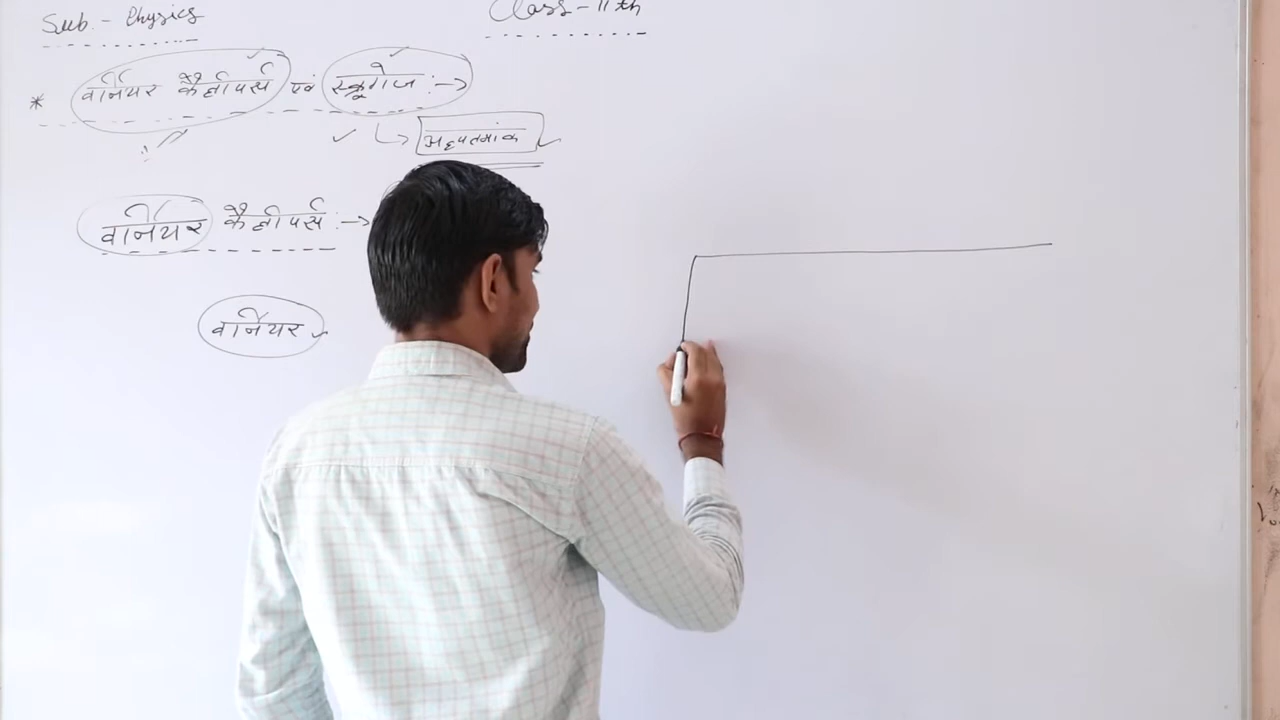 Sub. - Physics
Class - 11th
* वर्नियर कैलीपर्स एवं स्क्रूगेज :→
↳ अल्पतमांक
वर्नियर कैलीपर्स :→
वर्नियर